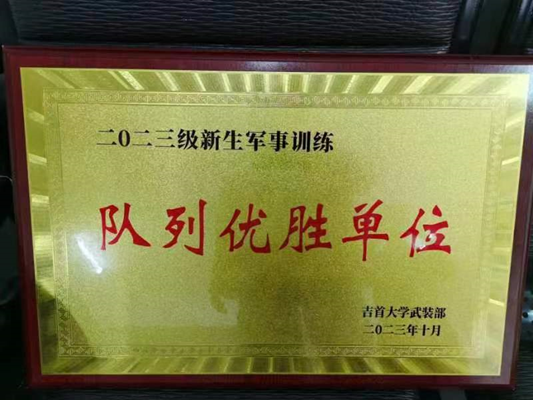 二〇二三级新生军事训练
队列优胜单位
吉首大学武装部
二〇二三年十月